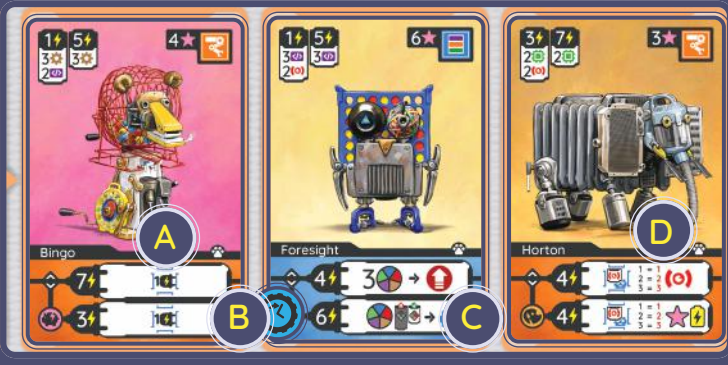 1 5 4
3 3
2
Bingo
A
7 1
3 1
B
1 5 6
3 3
2
Foresight
4 3
6
C
3 7 3
2 2
2
Horton
D
4 1 = 1
2 = 2
3 = 3
4 1 = 1
2 = 2
3 = 3